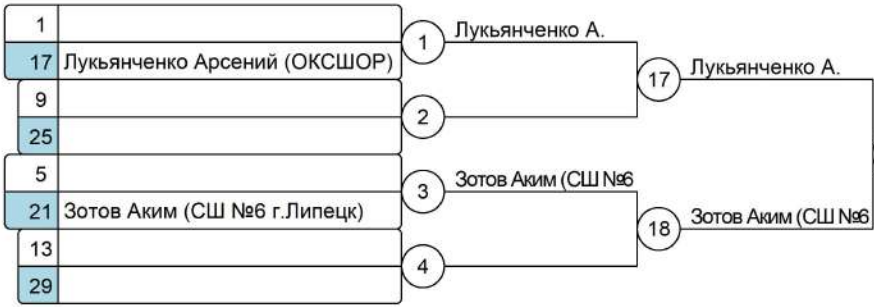 1
17 Лукьянченко Арсений (ОКСШОР)
9
25
5
21 Зотов Аким (СШ №6 г.Липецк)
13
29
1 Лукьянченко А.
2
3 Зотов Аким (СШ №6
4
17 Лукьянченко А.
18 Зотов Аким (СШ №6